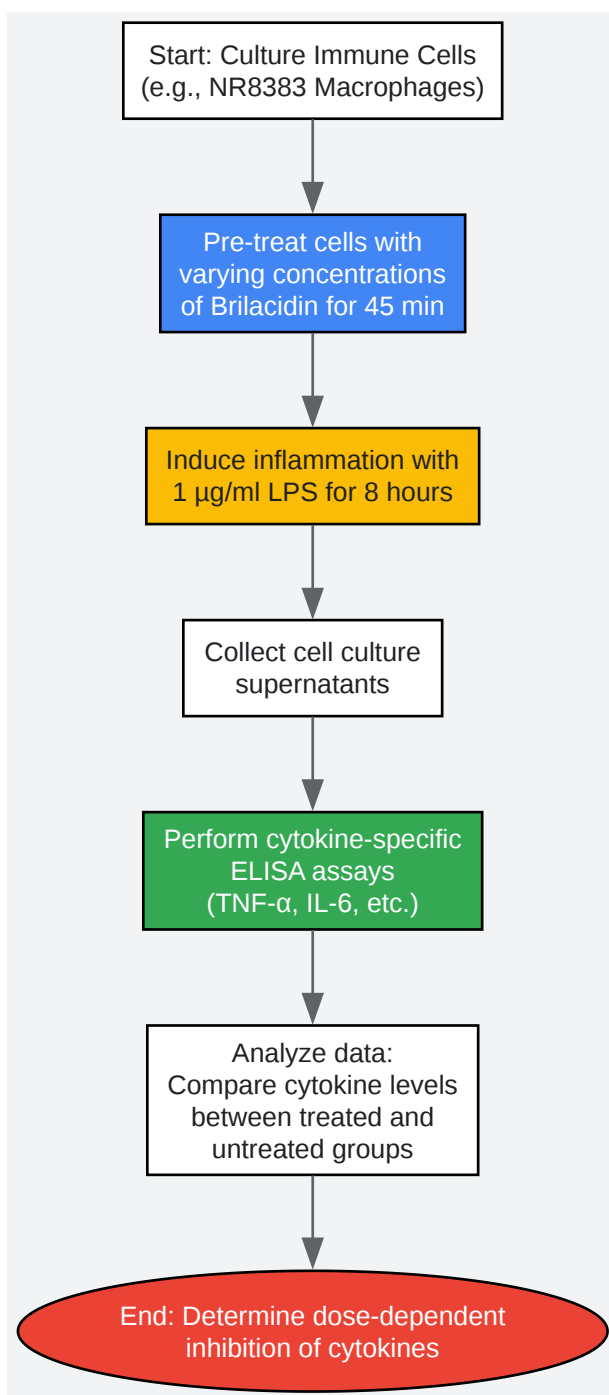 Start: Culture Immune Cells
(e.g., NR8383 Macrophages)
Pre-treat cells with
varying concentrations
of Brilacidin for 45 min
Induce inflammation with
1 µg/ml LPS for 8 hours
Collect cell culture
supernatants
Perform cytokine-specific
ELISA assays
(TNF-α, IL-6, etc.)
Analyze data:
Compare cytokine levels
between treated and
untreated groups
End: Determine dose-dependent
inhibition of cytokines